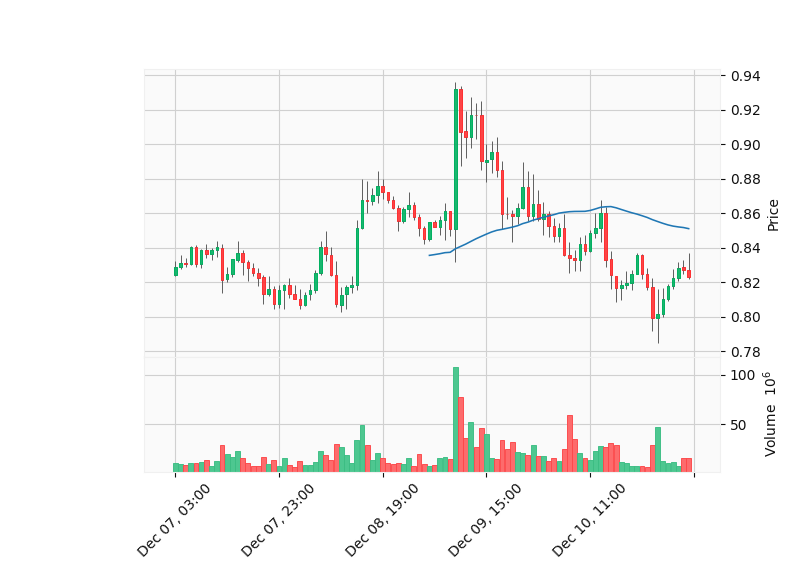 0.94
0.92
0.90
0.88
0.86
0.84
0.82
0.80
0.78
Price
100
50
Volume 10^6
Dec 07, 03:00
Dec 07, 23:00
Dec 08, 19:00
Dec 09, 15:00
Dec 10, 11:00